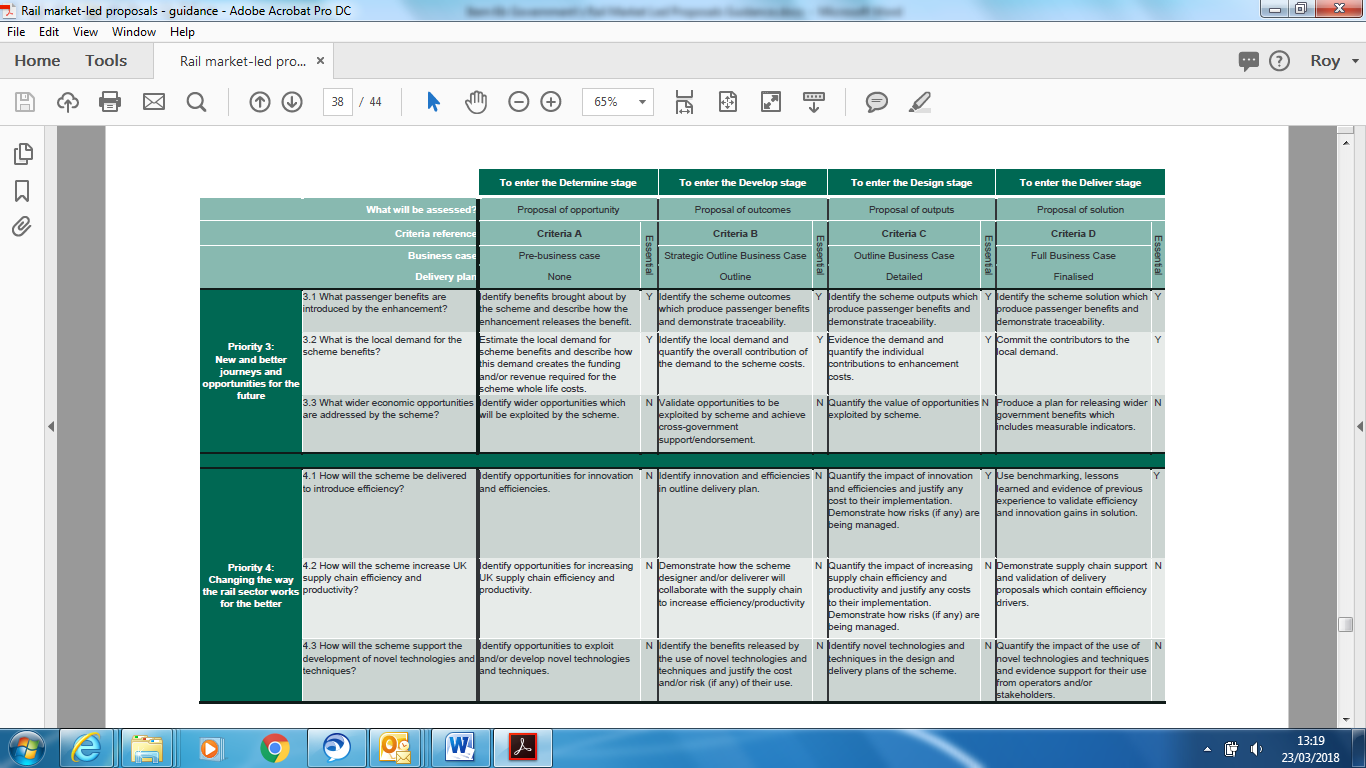 Rail market-led proposals - guidance - Adobe Acrobat Pro DC
File Edit View Window Help
Home Tools Rail market-led pro... × Roy
38 / 44 65%
To enter the Determine stage To enter the Develop stage To enter the Design stage To enter the Deliver stage
What will be assessed? Proposal of opportunity Proposal of outcomes Proposal of outputs Proposal of solution
Criteria reference Criteria A Essential Criteria B Essential Criteria C Essential Criteria D Essential
Business case Pre-business case Strategic Outline Business Case Outline Business Case Full Business Case
Delivery plan None Outline Detailed Finalised
Priority 3:
New and better
journeys and
opportunities for the
future
3.1 What passenger benefits are
introduced by the enhancement?
Identify benefits brought about by
the scheme and describe how the
enhancement releases the benefit.
Y
Identify the scheme outcomes
which produce passenger benefits
and demonstrate traceability.
Y
Identify the scheme outputs which
produce passenger benefits and
demonstrate traceability.
Y
Identify the scheme solution which
produce passenger benefits and
demonstrate traceability.
Y
3.2 What is the local demand for the
scheme benefits?
Estimate the local demand for
scheme benefits and describe how
this demand creates the funding
and/or revenue required for the
scheme whole life costs.
Y
Identify the local demand and
quantify the overall contribution of
the demand to the scheme costs.
Y
Evidence the demand and
quantify the individual
contributions to enhancement
costs.
Y
Commit the contributors to the
local demand.
Y
3.3 What wider economic opportunities
are addressed by the scheme?
Identify wider opportunities which
will be exploited by the scheme.
N
Validate opportunities to be
exploited by scheme and achieve
cross-government
support/endorsement.
N
Quantify the value of opportunities
exploited by scheme.
N
Produce a plan for releasing wider
government benefits which
includes measurable indicators.
N
Priority 4:
Changing the way
the rail sector works
for the better
4.1 How will the scheme be delivered
to introduce efficiency?
Identify opportunities for innovation
and efficiencies.
N
Identify innovation and efficiencies
in outline delivery plan.
N
Quantify the impact of innovation
and efficiencies and justify any
cost to their implementation.
Demonstrate how risks (if any) are
being managed.
Y
Use benchmarking, lessons
learned and evidence of previous
experience to validate efficiency
and innovation gains in solution.
Y
4.2 How will the scheme increase UK
supply chain efficiency and
productivity?
Identify opportunities for increasing
UK supply chain efficiency and
productivity.
N
Demonstrate how the scheme
designer and/or deliverer will
collaborate with the supply chain
to increase efficiency/productivity
N
Quantify the impact of increasing
supply chain efficiency and
productivity and justify any costs
to their implementation.
Demonstrate how risks (if any) are
being managed.
N
Demonstrate supply chain support
and validation of delivery
proposals which contain efficiency
drivers.
N
4.3 How will the scheme support the
development of novel technologies and
techniques?
Identify opportunities to exploit
and/or develop novel technologies
and techniques.
N
Identify the benefits released by
the use of novel technologies and
techniques and justify the cost
and/or risk (if any) of their use.
N
Identify novel technologies and
techniques in the design and
delivery plans of the scheme.
N
Quantify the impact of the use of
novel technologies and techniques
and evidence support for their use
from operators and/or
stakeholders.
N
13:19
23/03/2018